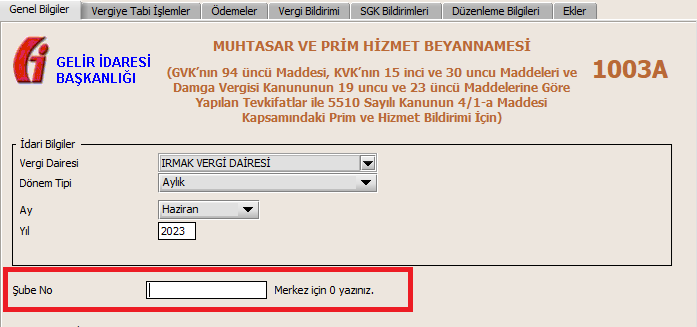 Genel Bilgiler Vergiye Tabi İşlemler Ödemeler Vergi Bildirimi SGK Bildirimleri Düzenleme Bilgileri Ekler
GELİR İDARESİ
BAŞKANLIĞI
MUHTASAR VE PRİM HİZMET BEYANNAMESİ
(GVK'nın 94 üncü Maddesi, KVK'nın 15 inci ve 30 uncu Maddeleri ve
Damga Vergisi Kanununun 19 uncu ve 23 üncü Maddelerine Göre
Yapılan Tevkifatlar ile 5510 Sayılı Kanunun 4/1-a Maddesi
Kapsamındaki Prim ve Hizmet Bildirimi İçin)
1003A
İdari Bilgiler
Vergi Dairesi IRMAK VERGİ DAİRESİ
Dönem Tipi Aylık
Ay Haziran
Yıl 2023
Şube No Merkez için 0 yazınız.